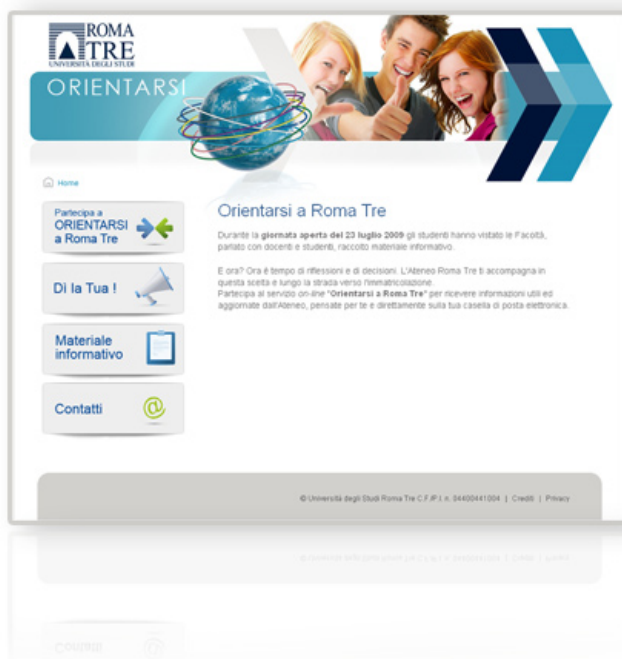 ROMA
TRE
UNIVERSITÀ DEGLI STUDI
ORIENTARSI
Home
Partecipa a
ORIENTARSI
a Roma Tre
Dì la Tua !
Materiale
informativo
Contatti
Orientarsi a Roma Tre
Durante la giornata aperta del 23 luglio 2009 gli studenti hanno visitato le Facoltà,
parlato con docenti e studenti, raccolto materiale informativo.
E ora? Ora è tempo di riflessioni e di decisioni. L'Ateneo Roma Tre ti accompagna in
questa scelta e lungo la strada verso l'immatricolazione.
Partecipa al servizio on-line "Orientarsi a Roma Tre" per ricevere informazioni utili ed
aggiornate dall'Ateneo, pensate per te e direttamente sulla tua casella di posta elettronica.
© Università degli Studi Roma Tre C.F./P.I. n. 04400441004 | Crediti | Privacy